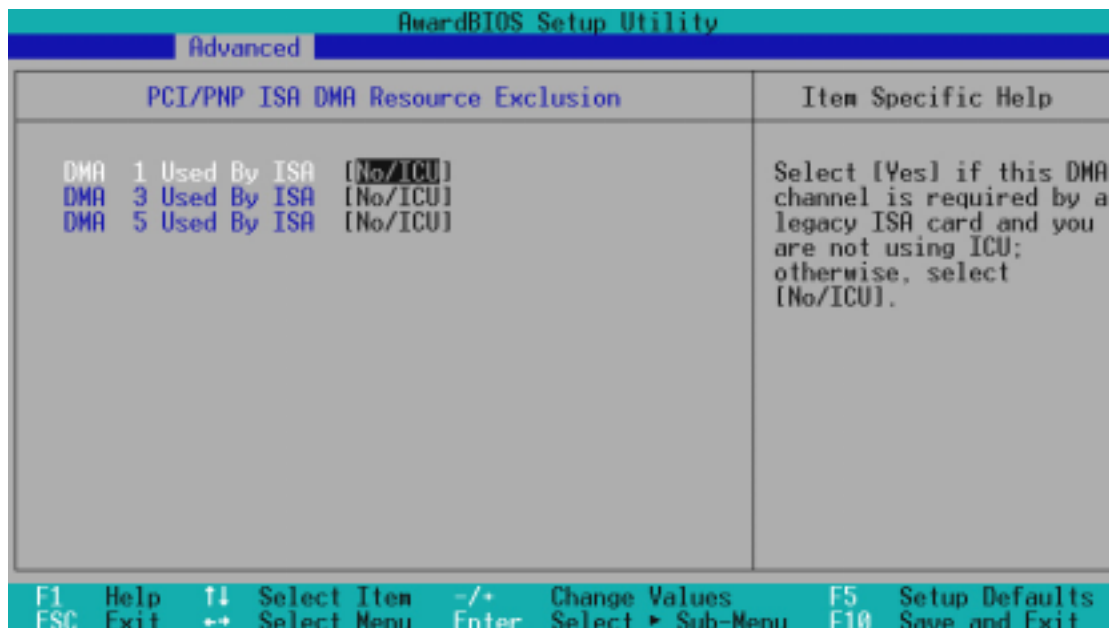 AwardBIOS Setup Utility
Advanced
PCI/PNP ISA DMA Resource Exclusion
Item Specific Help
DMA 1 Used By ISA [No/ICU]
DMA 3 Used By ISA [No/ICU]
DMA 5 Used By ISA [No/ICU]
Select [Yes] if this DMA
channel is required by a
legacy ISA card and you
are not using ICU;
otherwise, select
[No/ICU].
F1 Help ↑↓ Select Item -/+ Change Values F5 Setup Defaults
ESC Exit ←→ Select Menu Enter Select ► Sub-Menu F10 Save and Exit